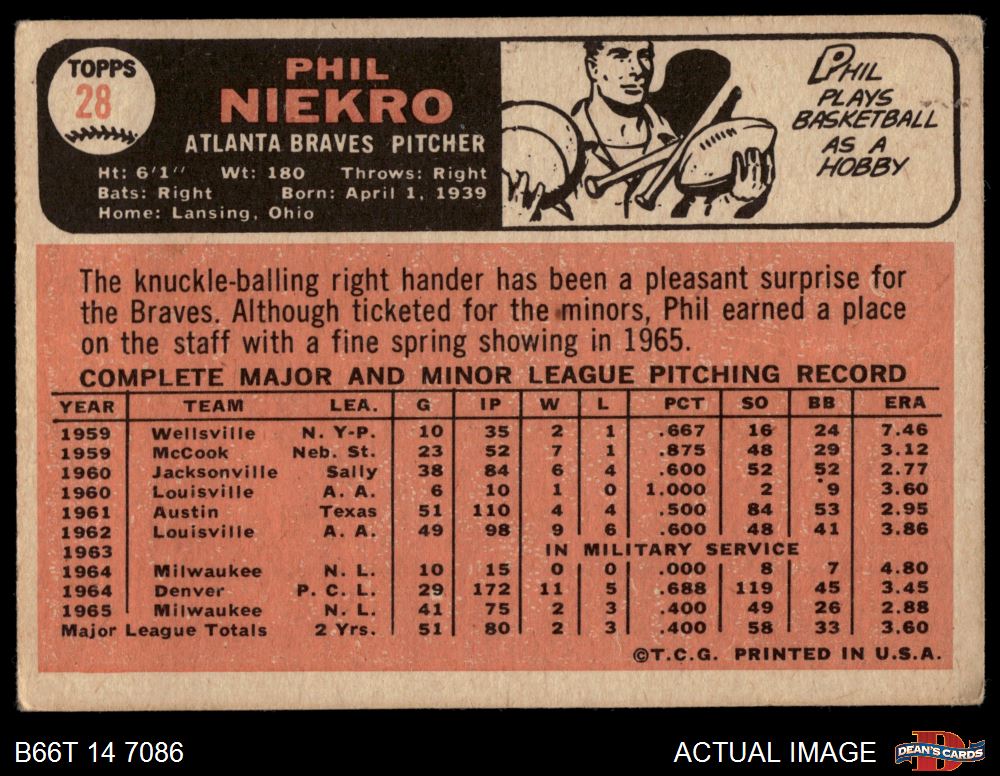 TOPPS
28
PHIL
NIEKRO
ATLANTA BRAVES PITCHER
Ht: 6'1" Wt: 180 Throws: Right
Bats: Right Born: April 1, 1939
Home: Lansing, Ohio
PHIL
PLAYS
BASKETBALL
AS A
HOBBY
The knuckle-balling right hander has been a pleasant surprise for
the Braves. Although ticketed for the minors, Phil earned a place
on the staff with a fine spring showing in 1965.
COMPLETE MAJOR AND MINOR LEAGUE PITCHING RECORD
YEAR TEAM LEA. G IP W L PCT SO BB ERA
1959 Wellsville N. Y-P. 10 35 2 1 .667 16 24 7.46
1959 McCook Neb. St. 23 52 7 1 .875 48 29 3.12
1960 Jacksonville Sally 38 84 6 4 .600 52 52 2.77
1960 Louisville A. A. 6 10 1 0 1.000 2 9 3.60
1961 Austin Texas 51 110 4 4 .500 84 53 2.95
1962 Louisville A. A. 49 98 9 6 .600 48 41 3.86
1963 IN MILITARY SERVICE
1964 Milwaukee N. L. 10 15 0 0 .000 8 7 4.80
1964 Denver P. C. L. 29 172 11 5 .688 119 45 3.45
1965 Milwaukee N. L. 41 75 2 3 .400 49 26 2.88
Major League Totals 2 Yrs. 51 80 2 3 .400 58 33 3.60
©T.C.G. PRINTED IN U.S.A.
B66T 14 7086
ACTUAL IMAGE
DEAN'S CARDS